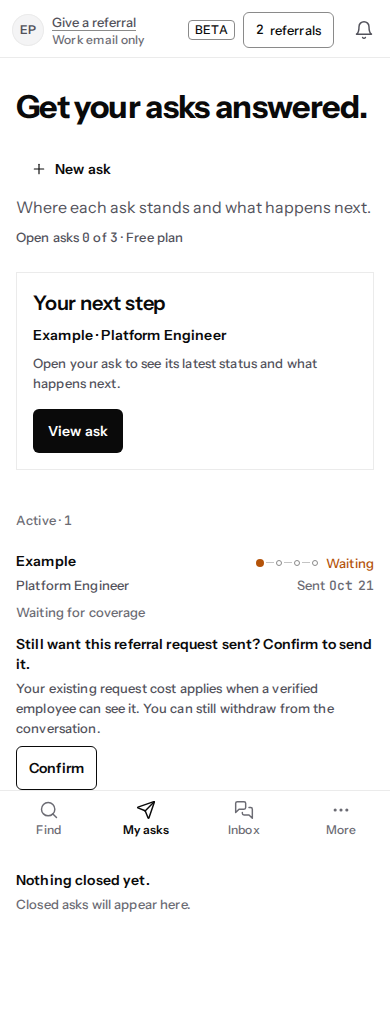 EP
Give a referral
Work email only
BETA
2 referrals
Get your asks answered.
+ New ask
Where each ask stands and what happens next.
Open asks 0 of 3 · Free plan
Your next step
Example · Platform Engineer
Open your ask to see its latest status and what
happens next.
View ask
Active · 1
Example
Waiting
Platform Engineer
Sent Oct 21
Waiting for coverage
Still want this referral request sent? Confirm to send
it.
Your existing request cost applies when a verified
employee can see it. You can still withdraw from the
conversation.
Confirm
Find
My asks
Inbox
More
Nothing closed yet.
Closed asks will appear here.